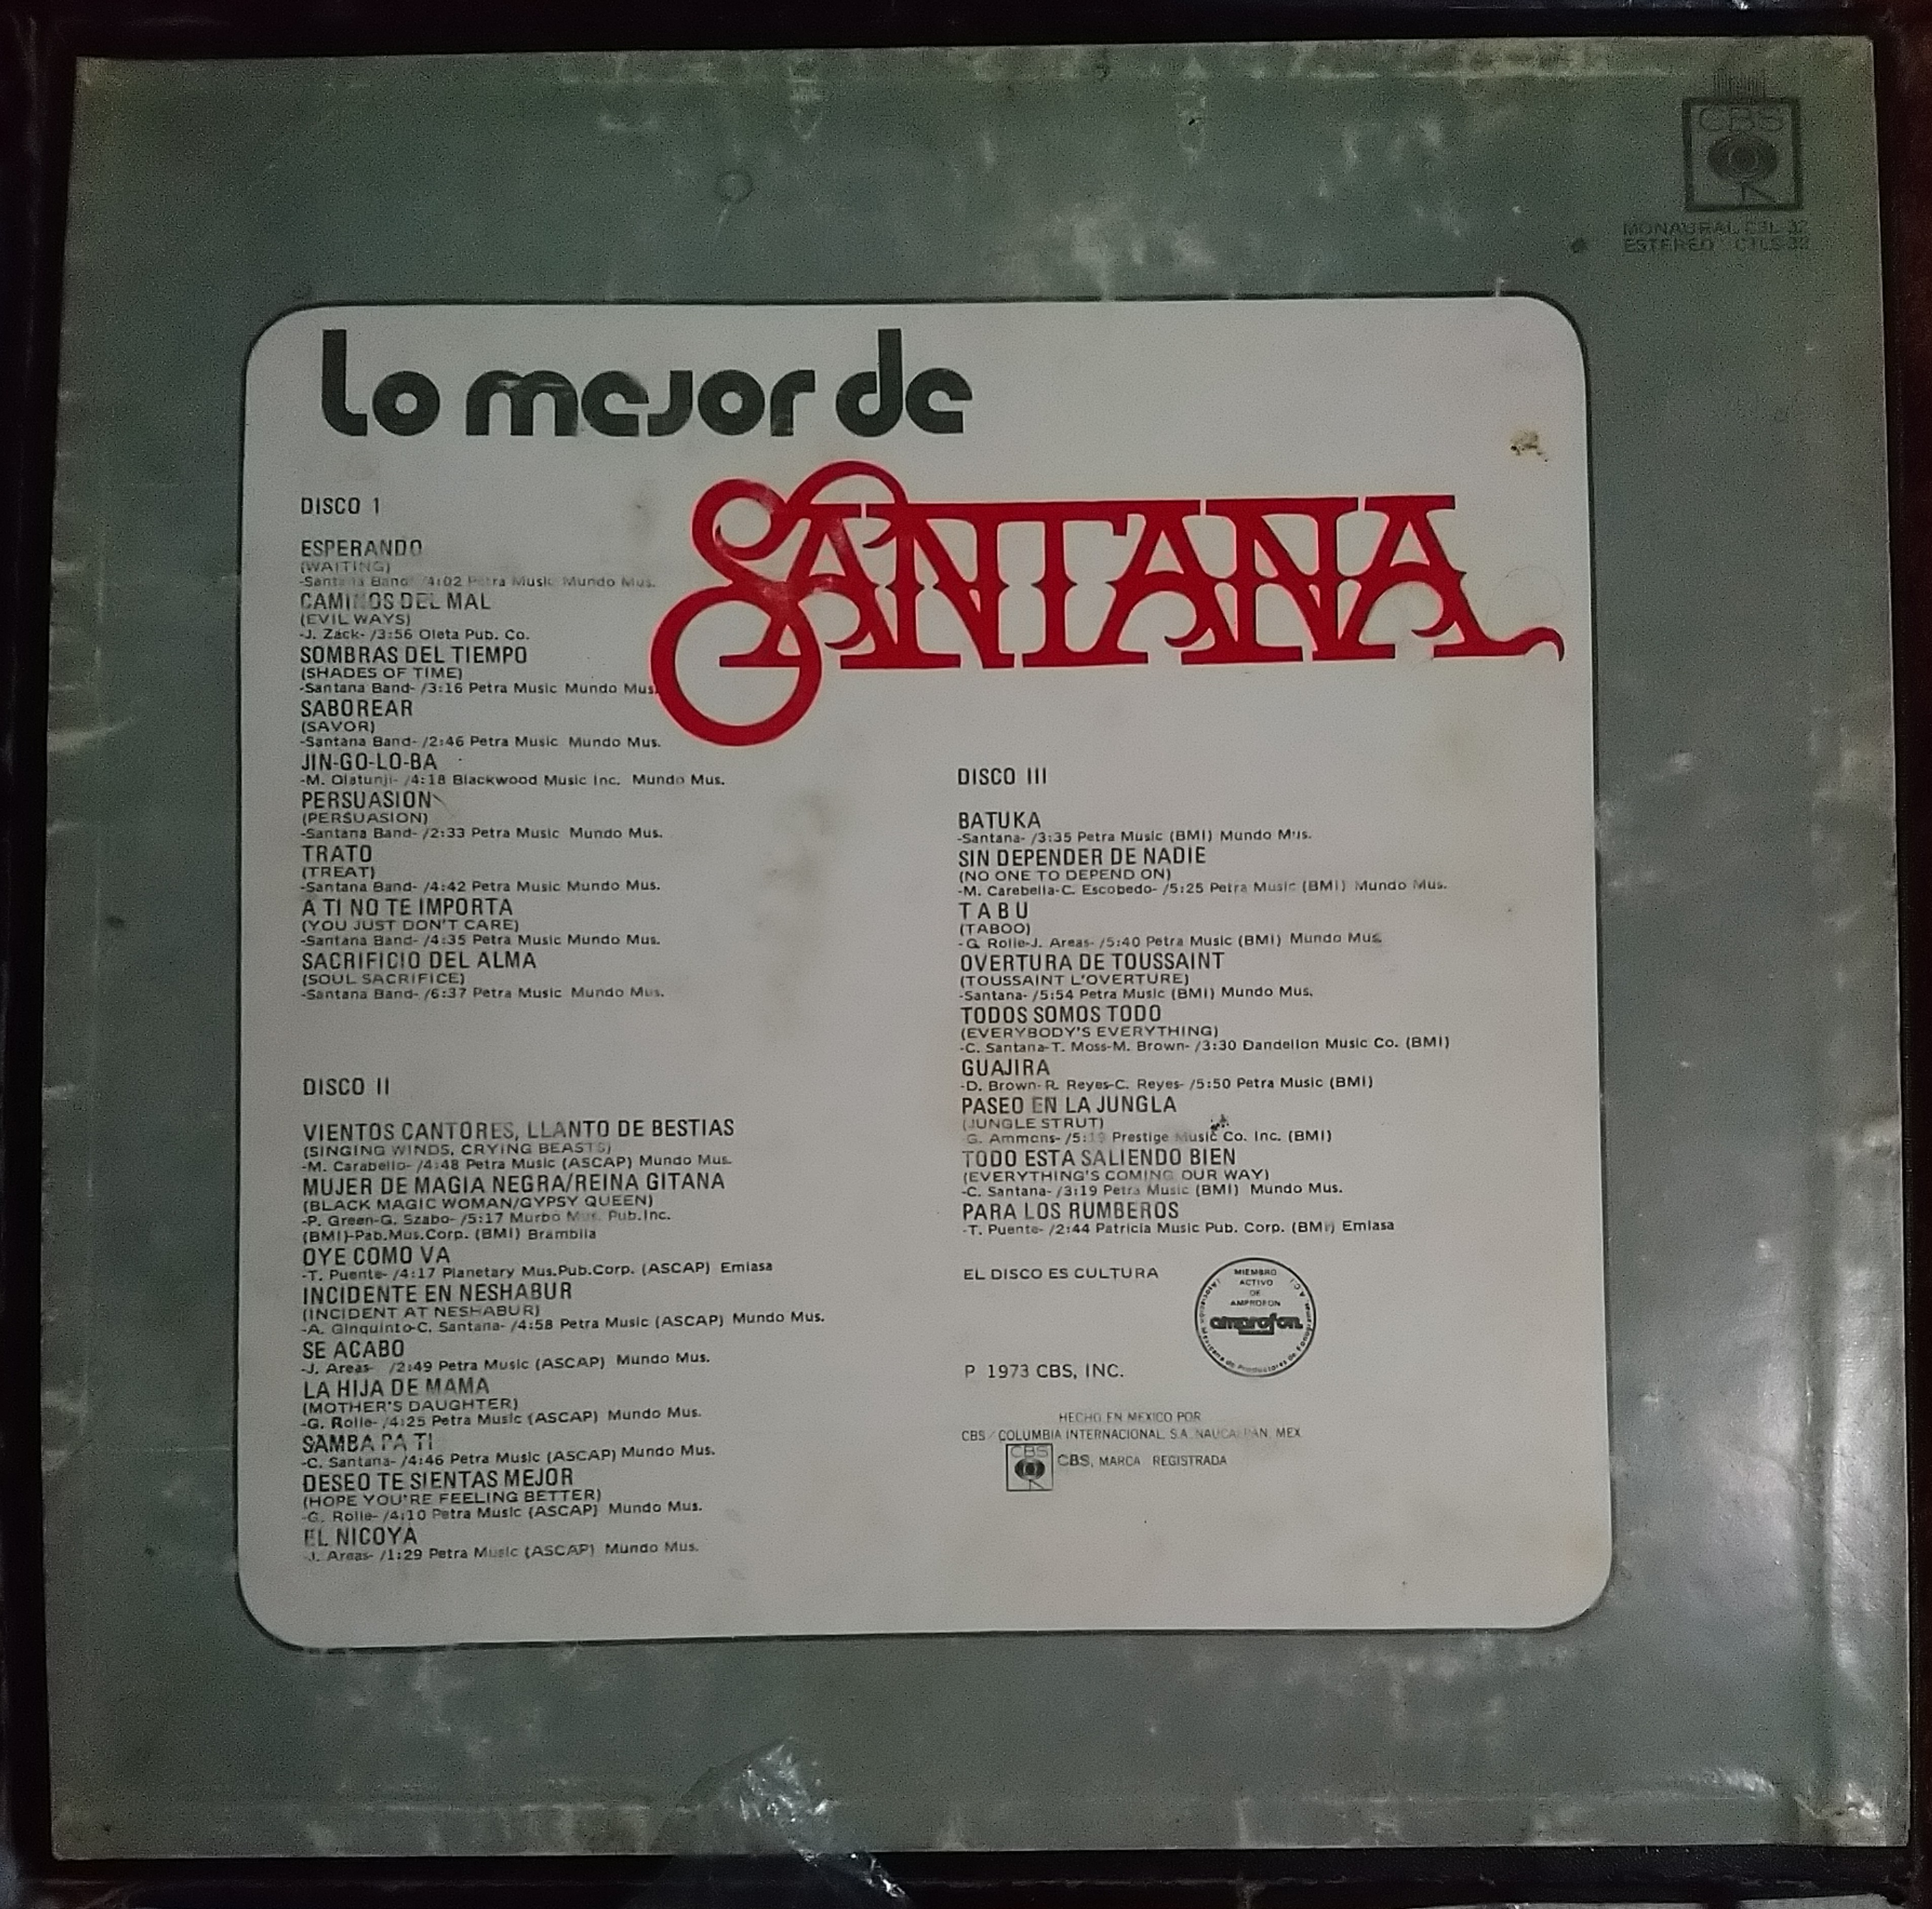 CBS
MONAURAL CBL-32
ESTEREO CTLS-32
Lo mejor de
SANTANA
DISCO I
ESPERANDO
(WAITING)
-Santana Band- /4:02 Petra Music Mundo Mus.
CAMINOS DEL MAL
(EVIL WAYS)
-J. Zack- /3:56 Oleta Pub. Co.
SOMBRAS DEL TIEMPO
(SHADES OF TIME)
-Santana Band- /3:16 Petra Music Mundo Mus.
SABOREAR
(SAVOR)
-Santana Band- /2:46 Petra Music Mundo Mus.
JIN-GO-LO-BA
-M. Olatunji- /4:18 Blackwood Music Inc. Mundo Mus.
PERSUASION
(PERSUASION)
-Santana Band- /2:33 Petra Music Mundo Mus.
TRATO
(TREAT)
-Santana Band- /4:42 Petra Music Mundo Mus.
A TI NO TE IMPORTA
(YOU JUST DON'T CARE)
-Santana Band- /4:35 Petra Music Mundo Mus.
SACRIFICIO DEL ALMA
(SOUL SACRIFICE)
-Santana Band- /6:37 Petra Music Mundo Mus.
DISCO II
VIENTOS CANTORES, LLANTO DE BESTIAS
(SINGING WINDS, CRYING BEASTS)
-M. Carabello- /4:48 Petra Music (ASCAP) Mundo Mus.
MUJER DE MAGIA NEGRA/REINA GITANA
(BLACK MAGIC WOMAN/GYPSY QUEEN)
-P. Green-G. Szabo- /5:17 Murbo Mus. Pub.Inc.
(BMI)-Pab.Mus.Corp. (BMI) Brambila
OYE COMO VA
-T. Puente- /4:17 Planetary Mus.Pub.Corp. (ASCAP) Emlasa
INCIDENTE EN NESHABUR
(INCIDENT AT NESHABUR)
-A. Ginquinto-C. Santana- /4:58 Petra Music (ASCAP) Mundo Mus.
SE ACABO
-J. Areas- /2:49 Petra Music (ASCAP) Mundo Mus.
LA HIJA DE MAMA
(MOTHER'S DAUGHTER)
-G. Rolie- /4:25 Petra Music (ASCAP) Mundo Mus.
SAMBA PA TI
-C. Santana- /4:46 Petra Music (ASCAP) Mundo Mus.
DESEO TE SIENTAS MEJOR
(HOPE YOU'RE FEELING BETTER)
-G. Rolie- /4:10 Petra Music (ASCAP) Mundo Mus.
EL NICOYA
-J. Areas- /1:29 Petra Music (ASCAP) Mundo Mus.
DISCO III
BATUKA
-Santana- /3:35 Petra Music (BMI) Mundo Mus.
SIN DEPENDER DE NADIE
(NO ONE TO DEPEND ON)
-M. Carebella-C. Escobedo- /5:25 Petra Music (BMI) Mundo Mus.
TABU
(TABOO)
-G. Rolie-J. Areas- /5:40 Petra Music (BMI) Mundo Mus.
OVERTURA DE TOUSSAINT
(TOUSSAINT L'OVERTURE)
-Santana- /5:54 Petra Music (BMI) Mundo Mus.
TODOS SOMOS TODO
(EVERYBODY'S EVERYTHING)
-C. Santana-T. Moss-M. Brown- /3:30 Dandelion Music Co. (BMI)
GUAJIRA
-D. Brown-R. Reyes-C. Reyes- /5:50 Petra Music (BMI)
PASEO EN LA JUNGLA
(JUNGLE STRUT)
G. Ammons- /5:19 Prestige Music Co. Inc. (BMI)
TODO ESTA SALIENDO BIEN
(EVERYTHING'S COMING OUR WAY)
-C. Santana- /3:19 Petra Music (BMI) Mundo Mus.
PARA LOS RUMBEROS
-T. Puente- /2:44 Patricia Music Pub. Corp. (BMI) Emlasa
EL DISCO ES CULTURA
MIEMBRO
ACTIVO
DE
AMPROFON
amprofon
Asociación Mexicana de Productores de Fonogramas, A.C.
P 1973 CBS, INC.
HECHO EN MEXICO POR
CBS / COLUMBIA INTERNACIONAL, S.A. NAUCALPAN, MEX
CBS
CBS, MARCA REGISTRADA